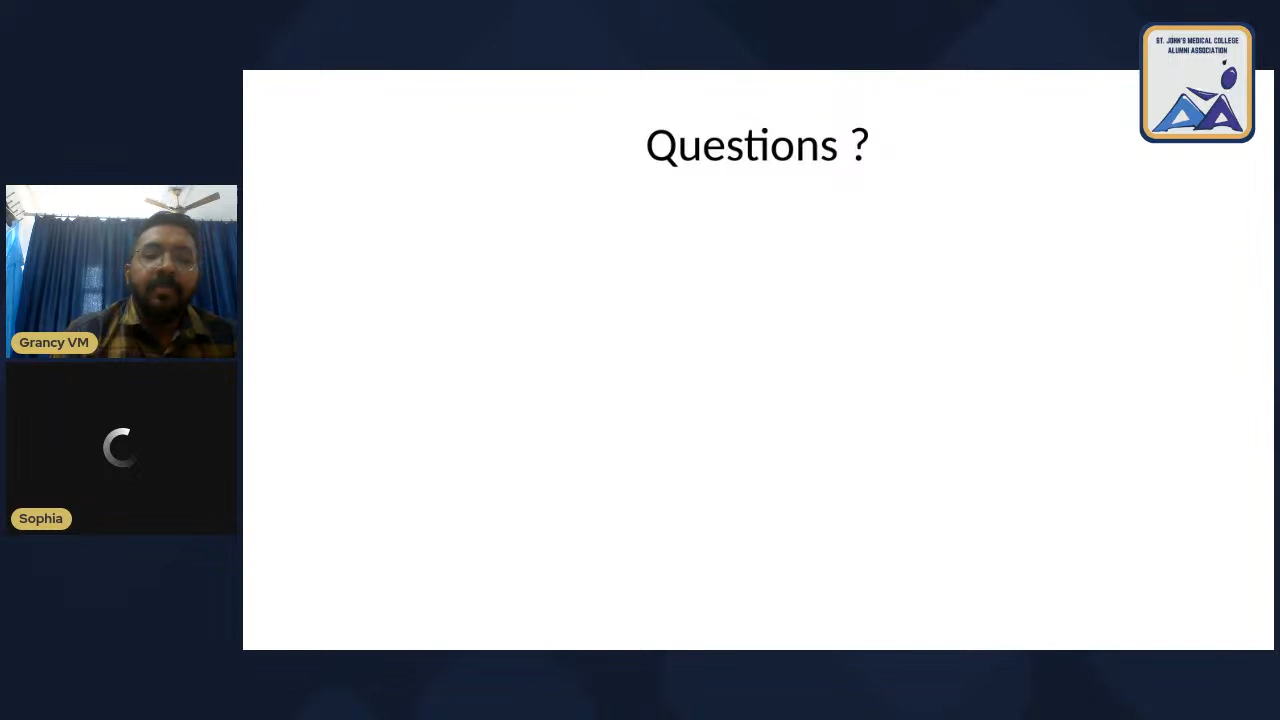 ST. JOHN'S MEDICAL COLLEGE
ALUMNI ASSOCIATION
Questions ?
Grancy VM
Sophia